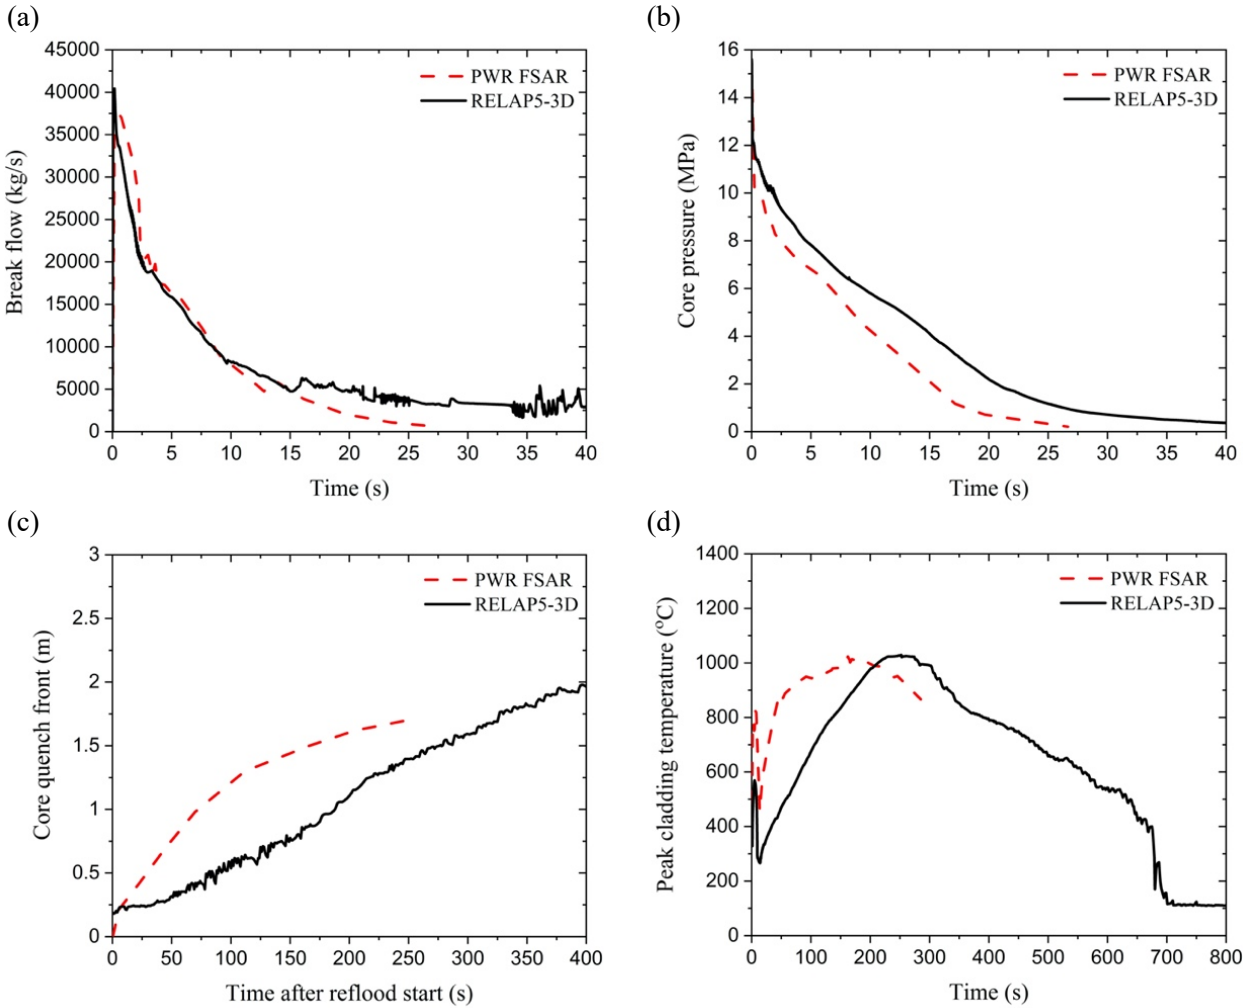 (a)
45000
40000
35000
30000
25000
20000
15000
10000
5000
0
Break flow (kg/s)
PWR FSAR
RELAP5-3D
0 5 10 15 20 25 30 35 40
Time (s)
(b)
16
14
12
10
8
6
4
2
0
Core pressure (MPa)
PWR FSAR
RELAP5-3D
0 5 10 15 20 25 30 35 40
Time (s)
(c)
3
2.5
2
1.5
1
0.5
0
Core quench front (m)
PWR FSAR
RELAP5-3D
0 50 100 150 200 250 300 350 400
Time after reflood start (s)
(d)
1400
1200
1000
800
600
400
200
0
Peak cladding temperature (°C)
PWR FSAR
RELAP5-3D
0 100 200 300 400 500 600 700 800
Time (s)